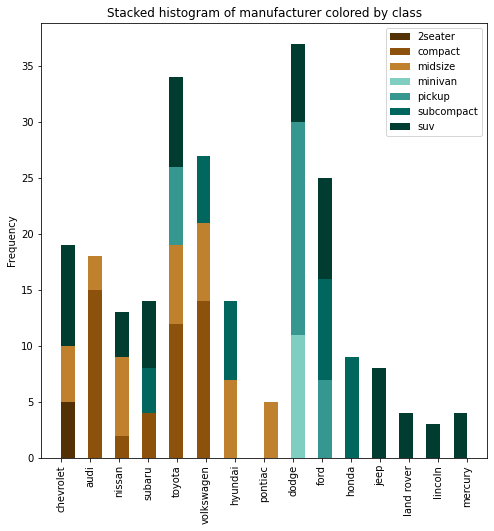 Stacked histogram of manufacturer colored by class
2seater
compact
midsize
minivan
pickup
subcompact
suv
Frequency
35
30
25
20
15
10
5
0
chevrolet
audi
nissan
subaru
toyota
volkswagen
hyundai
pontiac
dodge
ford
honda
jeep
land rover
lincoln
mercury